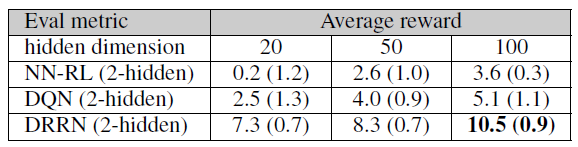 Eval metric Average reward
hidden dimension 20 50 100
NN-RL (2-hidden) 0.2 (1.2) 2.6 (1.0) 3.6 (0.3)
DQN (2-hidden) 2.5 (1.3) 4.0 (0.9) 5.1 (1.1)
DRRN (2-hidden) 7.3 (0.7) 8.3 (0.7) 10.5 (0.9)